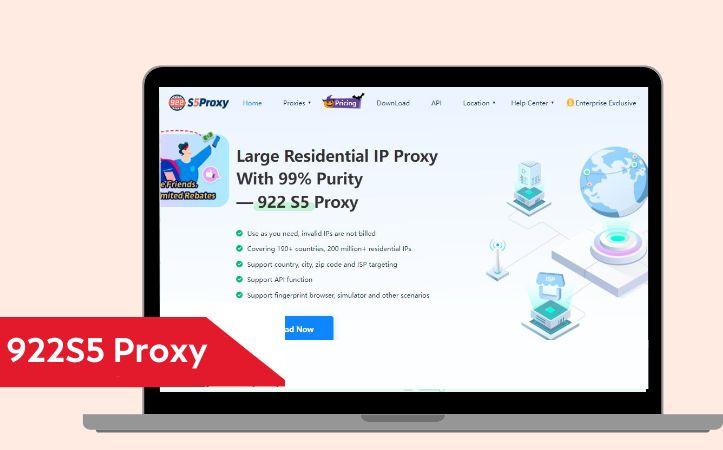 922 S5Proxy
Home Proxies Pricing DownLoad API Location Help Center Enterprise Exclusive
e Friends,
mited Rebates
Large Residential IP Proxy
With 99% Purity
— 922 S5 Proxy
Use as you need, invalid IPs are not billed
Covering 190+ countries, 200 million+ residential IPs
Support country, city, zip code and ISP targeting
Support API function
Support fingerprint browser, simulator and other scenarios
ad Now
922S5 Proxy